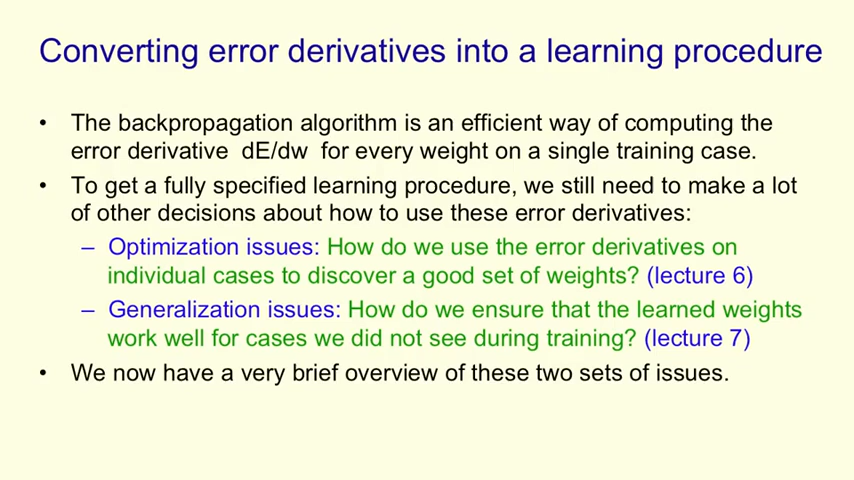 Converting error derivatives into a learning procedure
• The backpropagation algorithm is an efficient way of computing the
error derivative dE/dw for every weight on a single training case.
• To get a fully specified learning procedure, we still need to make a lot
of other decisions about how to use these error derivatives:
– Optimization issues: How do we use the error derivatives on
individual cases to discover a good set of weights? (lecture 6)
– Generalization issues: How do we ensure that the learned weights
work well for cases we did not see during training? (lecture 7)
• We now have a very brief overview of these two sets of issues.